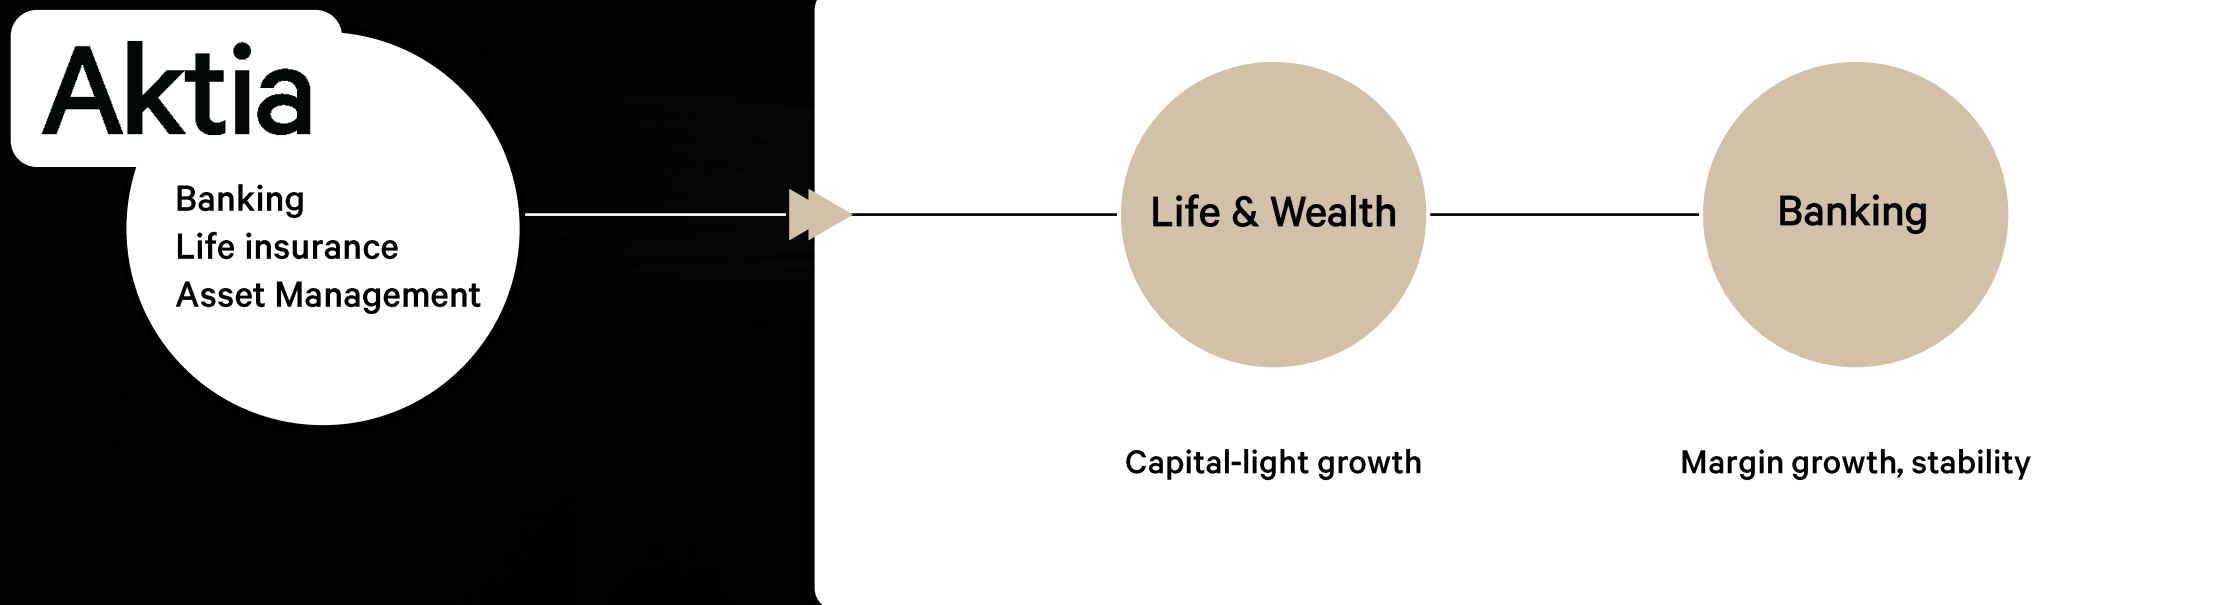 Aktia
Banking
Life insurance
Asset Management
Life & Wealth
Banking
Capital-light growth
Margin growth, stability